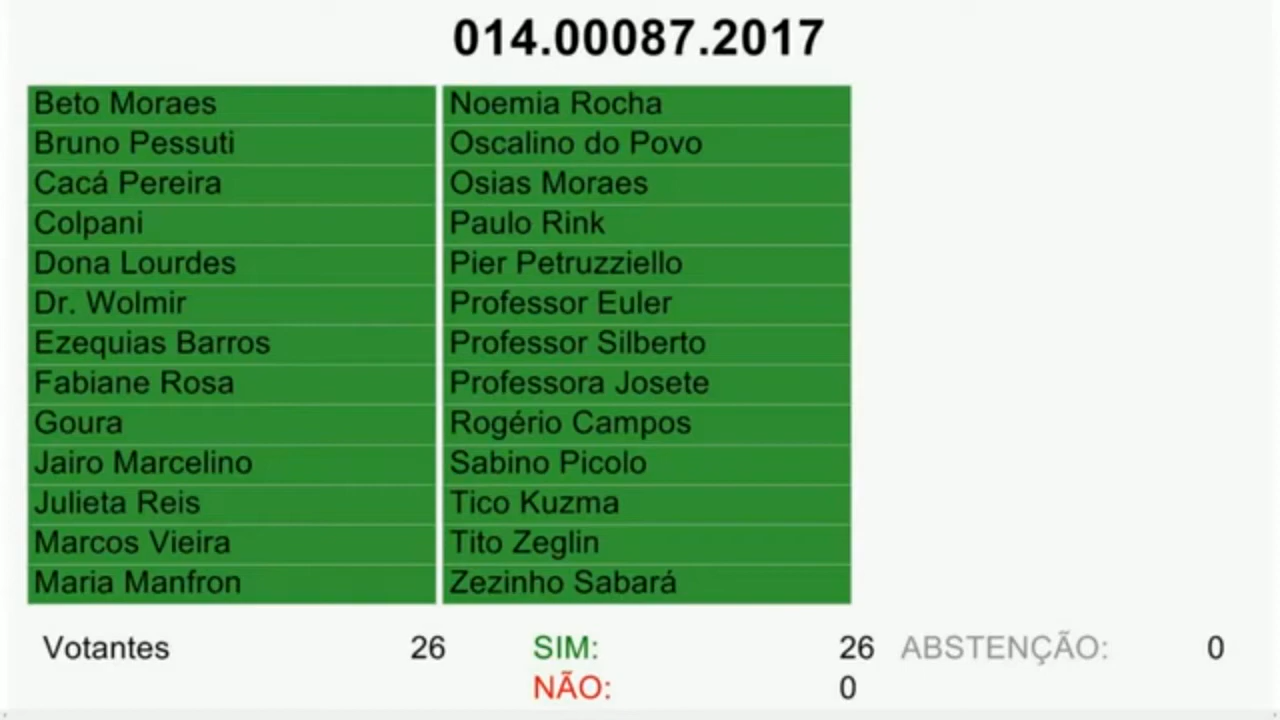 014.00087.2017
Beto Moraes
Bruno Pessuti
Cacá Pereira
Colpani
Dona Lourdes
Dr. Wolmir
Ezequias Barros
Fabiane Rosa
Goura
Jairo Marcelino
Julieta Reis
Marcos Vieira
Maria Manfron
Noemia Rocha
Oscalino do Povo
Osias Moraes
Paulo Rink
Pier Petruzziello
Professor Euler
Professor Silberto
Professora Josete
Rogério Campos
Sabino Picolo
Tico Kuzma
Tito Zeglin
Zezinho Sabará
Votantes 26 SIM: 26 ABSTENÇÃO: 0
NÃO: 0